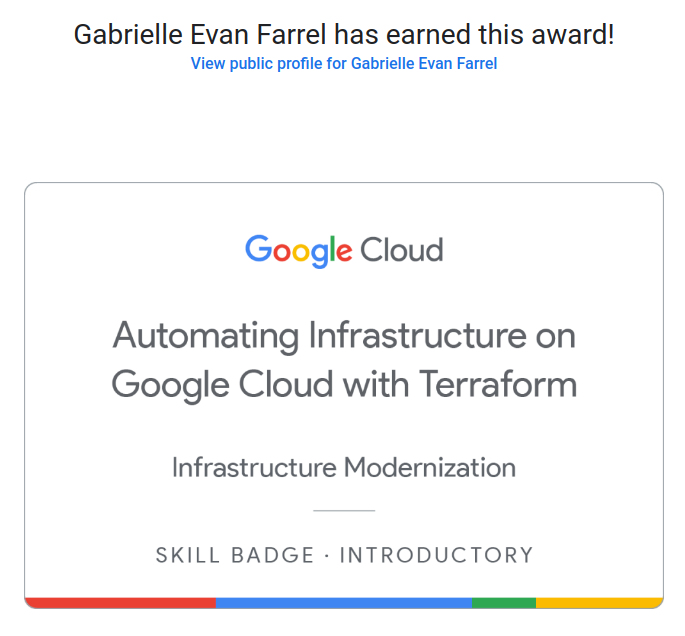 Gabrielle Evan Farrel has earned this award!
View public profile for Gabrielle Evan Farrel
Google Cloud
Automating Infrastructure on
Google Cloud with Terraform
Infrastructure Modernization
SKILL BADGE · INTRODUCTORY